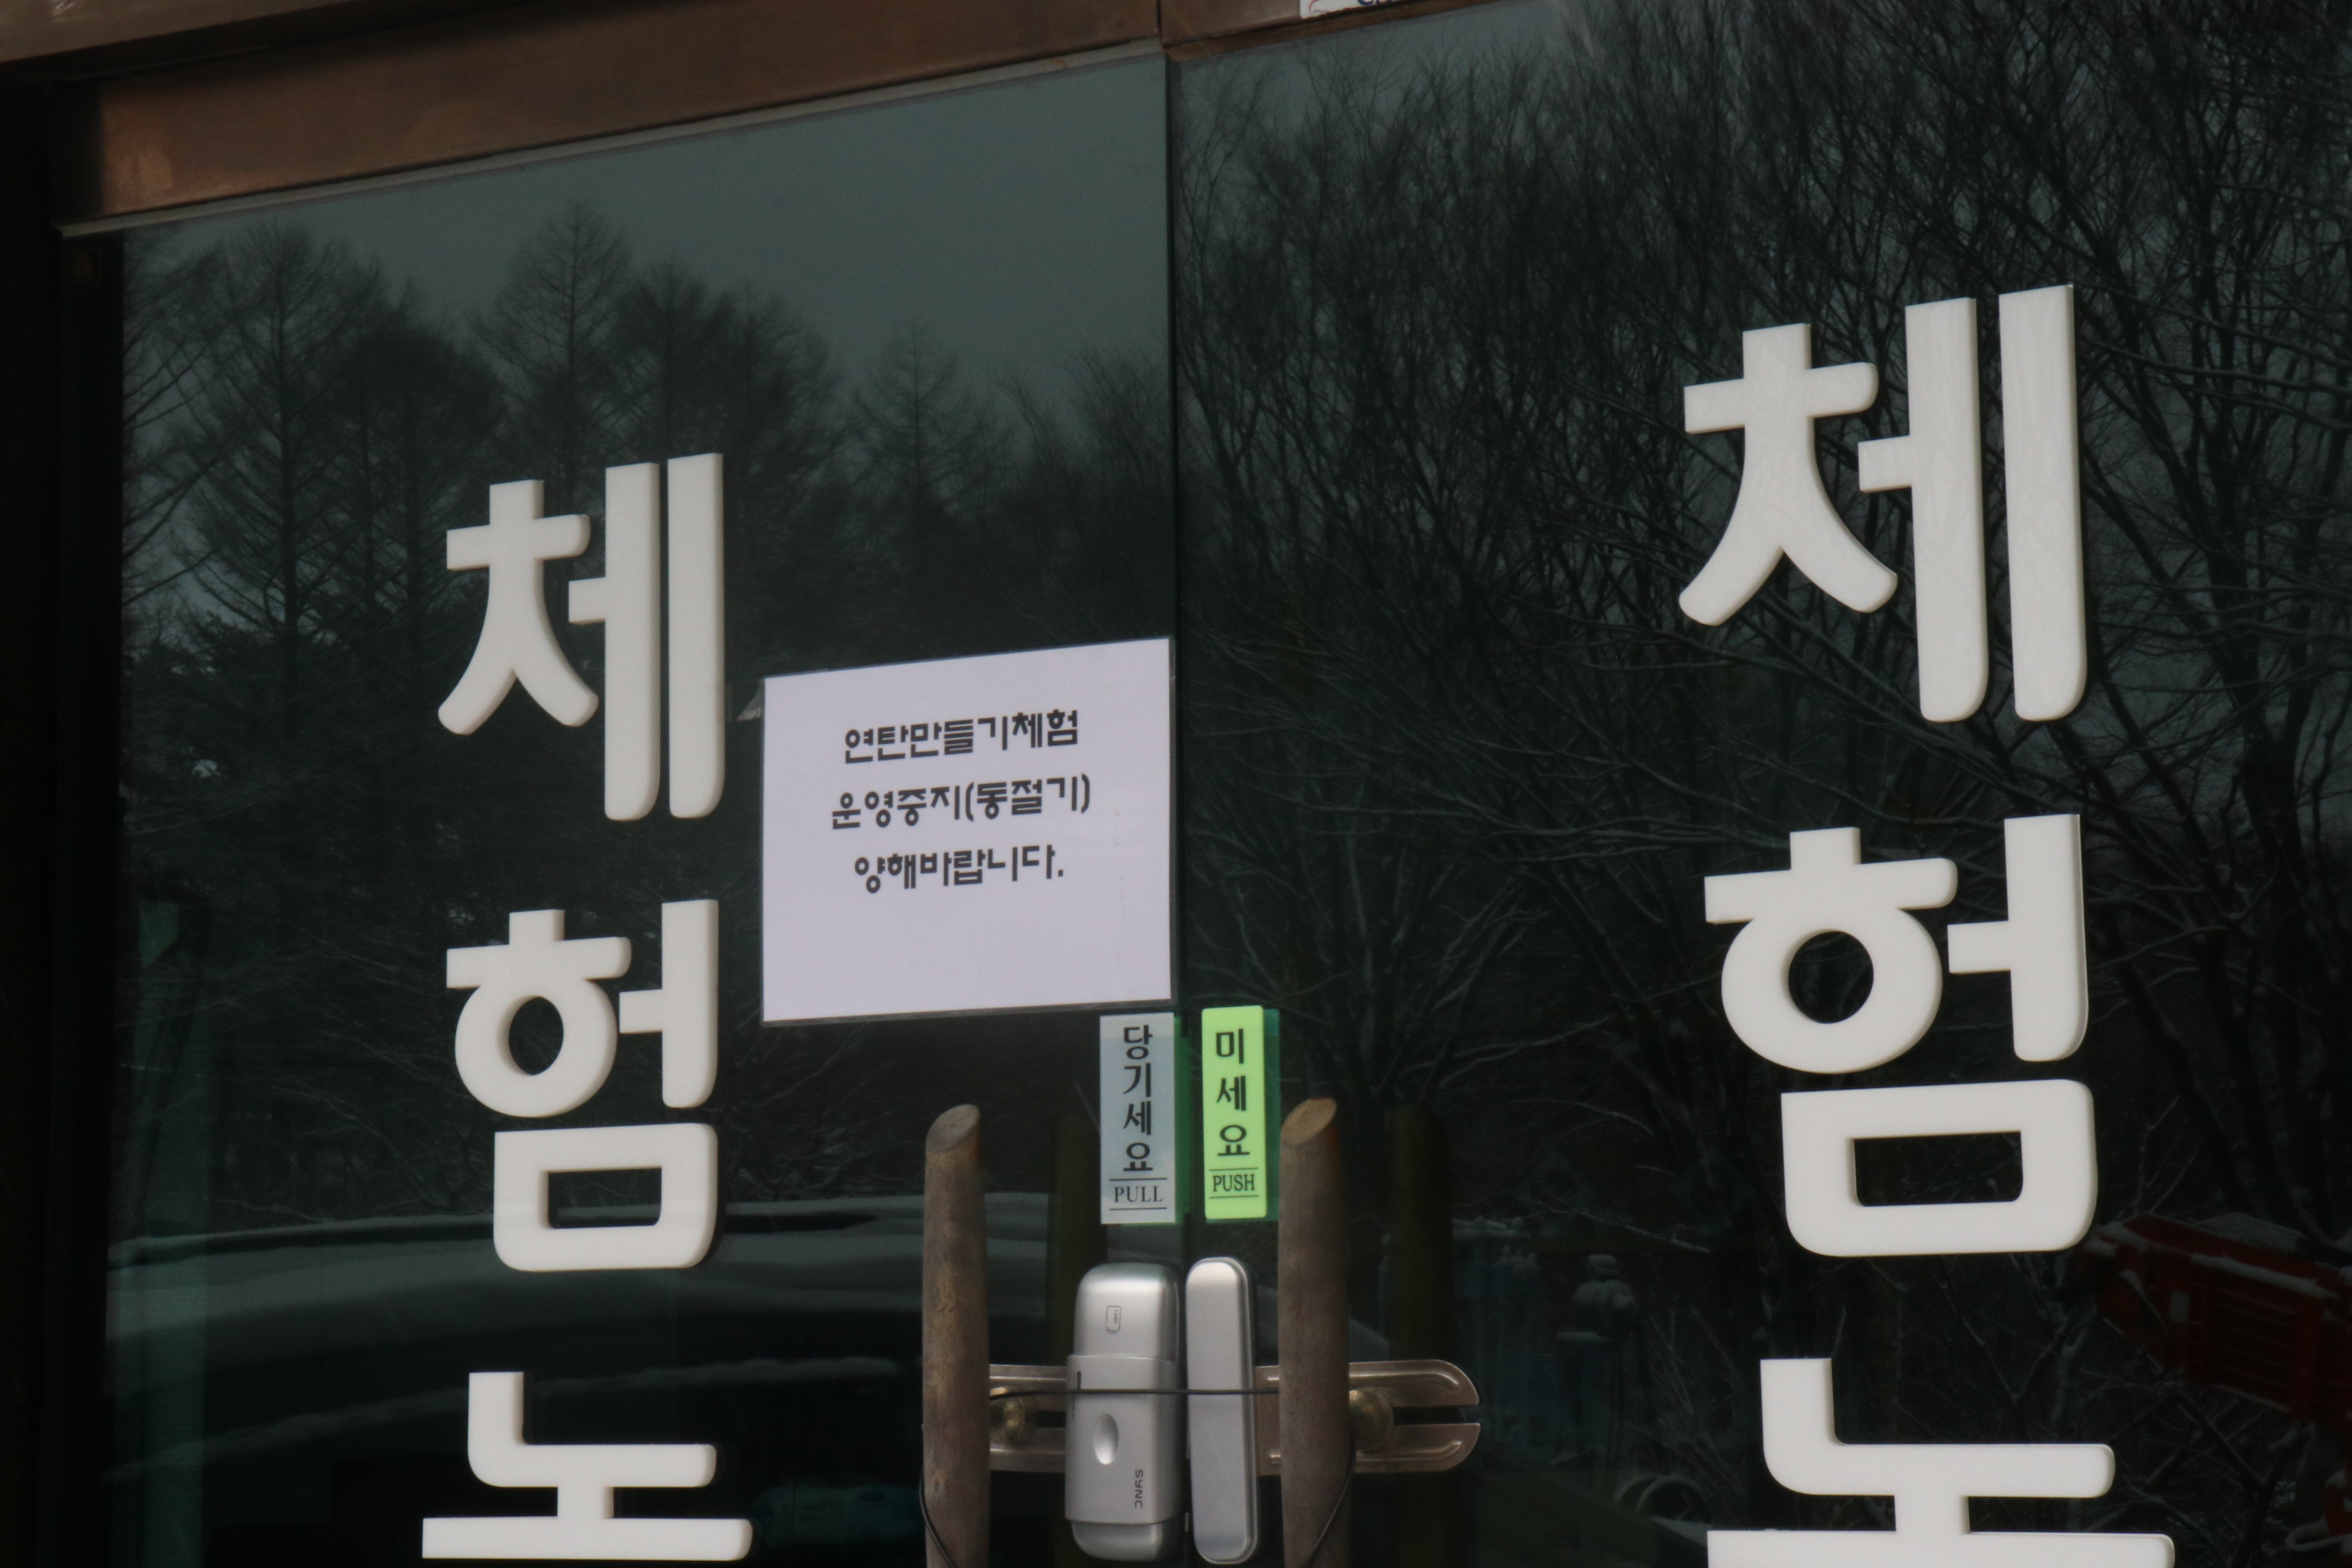 체
험
체
험
연탄만들기체험
운영중지(동절기)
양해바랍니다.
당기세요
PULL
미세요
PUSH
SYNC